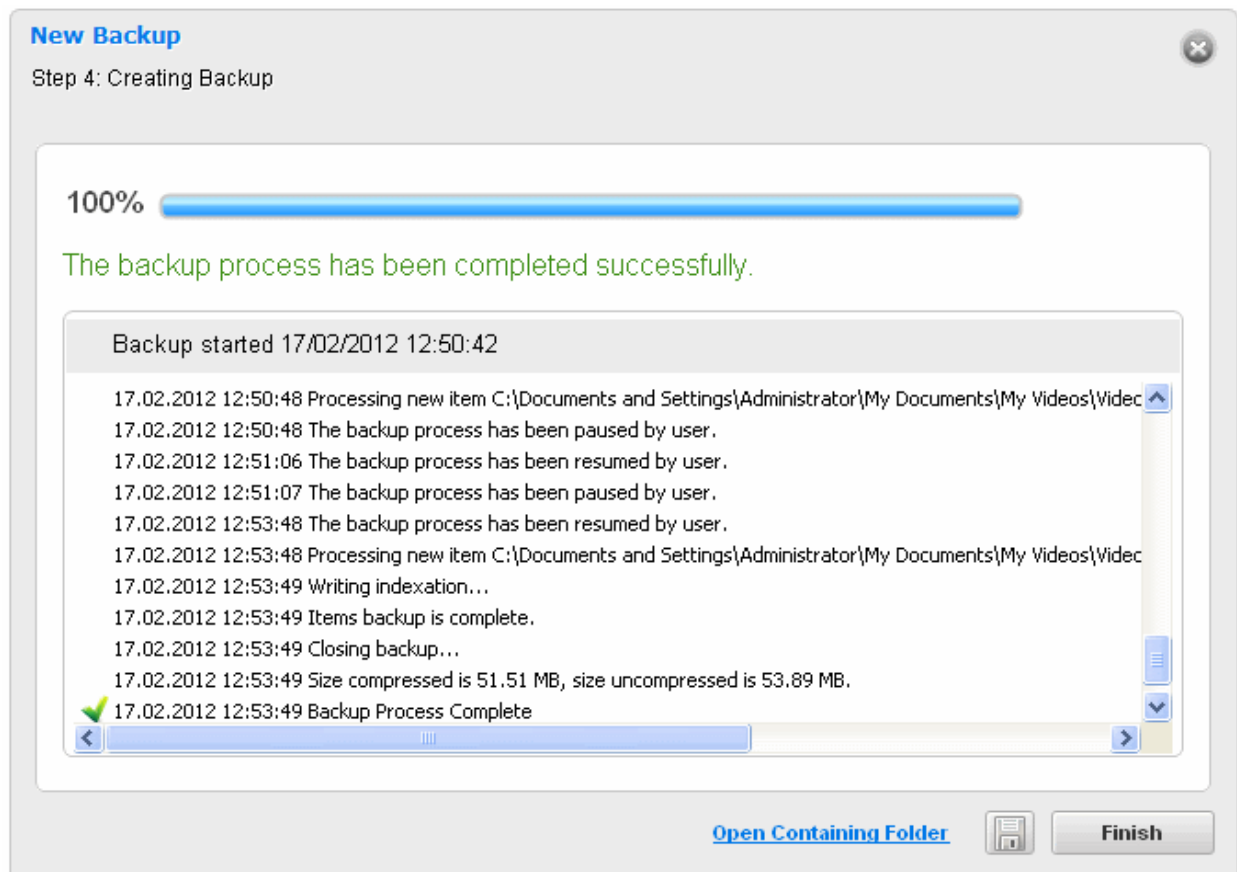 New Backup
Step 4: Creating Backup
100%
The backup process has been completed successfully.
Backup started 17/02/2012 12:50:42
17.02.2012 12:50:48 Processing new item C:\Documents and Settings\Administrator\My Documents\My Videos\Videc
17.02.2012 12:50:48 The backup process has been paused by user.
17.02.2012 12:51:06 The backup process has been resumed by user.
17.02.2012 12:51:07 The backup process has been paused by user.
17.02.2012 12:53:48 The backup process has been resumed by user.
17.02.2012 12:53:48 Processing new item C:\Documents and Settings\Administrator\My Documents\My Videos\Videc
17.02.2012 12:53:49 Writing indexation...
17.02.2012 12:53:49 Items backup is complete.
17.02.2012 12:53:49 Closing backup...
17.02.2012 12:53:49 Size compressed is 51.51 MB, size uncompressed is 53.89 MB.
17.02.2012 12:53:49 Backup Process Complete
Open Containing Folder
Finish